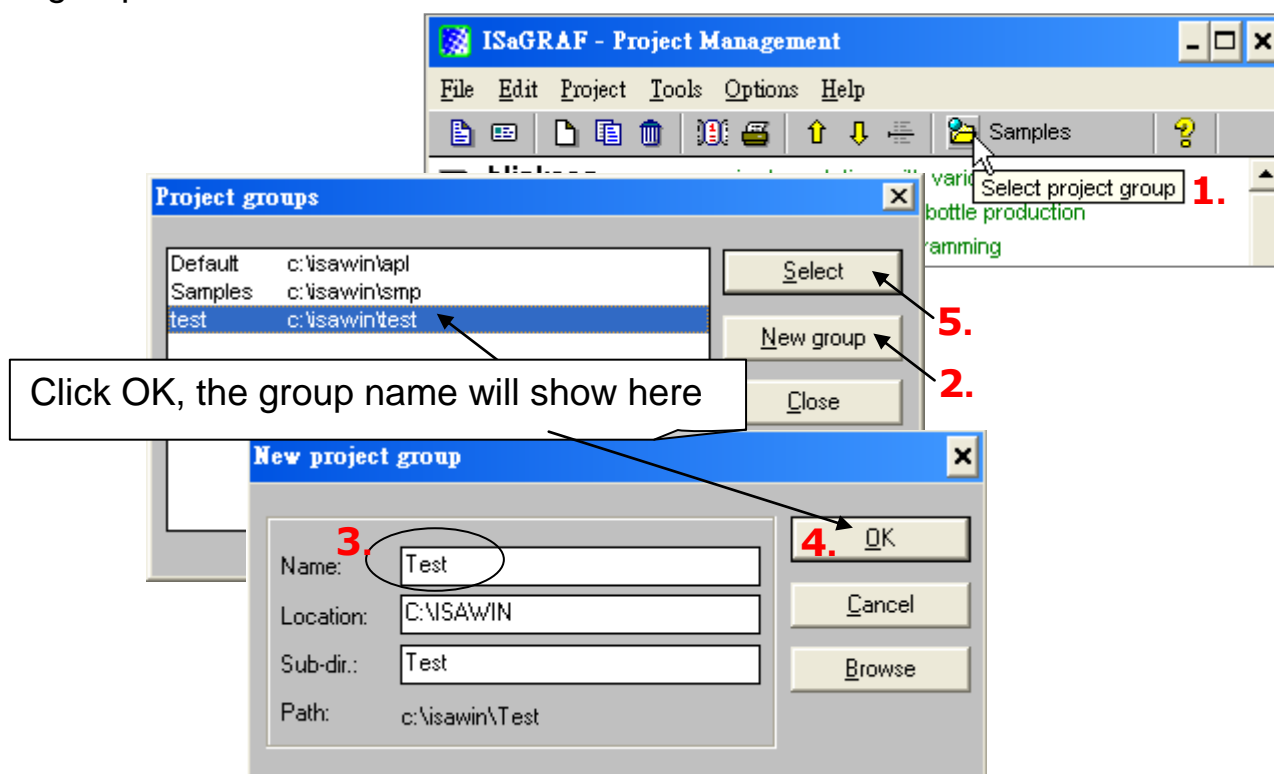 ISaGRAF - Project Management
File Edit Project Tools Options Help
Samples
Select project group
1.
bottle production
Project groups
Default c:\isawin\apl
Samples c:\isawin\smp
test c:\isawin\test
Select
New group
Close
5.
2.
Click OK, the group name will show here
New project group
3.
Name: Test
Location: C:\ISAWIN
Sub-dir.: Test
Path: c:\isawin\Test
4.
OK
Cancel
Browse